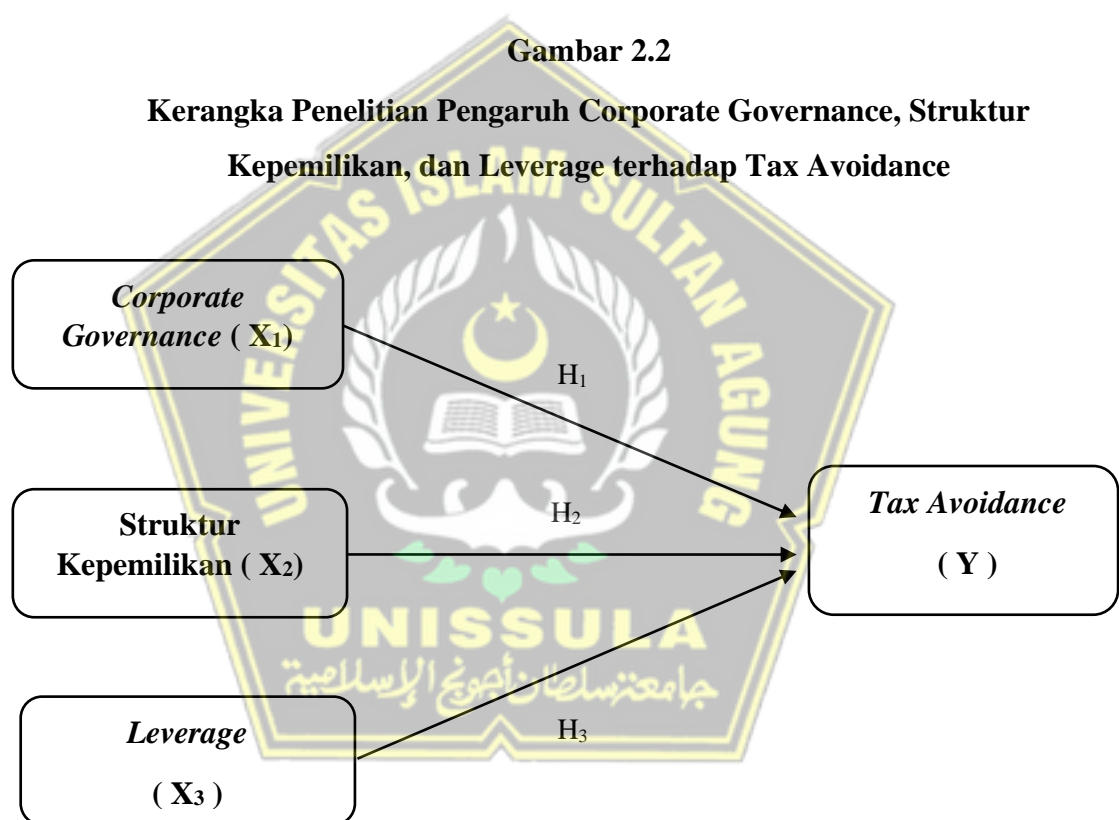 Gambar 2.2
Kerangka Penelitian Pengaruh Corporate Governance, Struktur
Kepemilikan, dan Leverage terhadap Tax Avoidance
UNIVERSITAS ISLAM SULTAN AGUNG
Corporate
Governance ( X1)
H1
Struktur
Kepemilikan ( X2)
H2
Tax Avoidance
( Y )
UNISSULA
جامعة سلطان أجونج الإسلامية
Leverage
( X3 )
H3